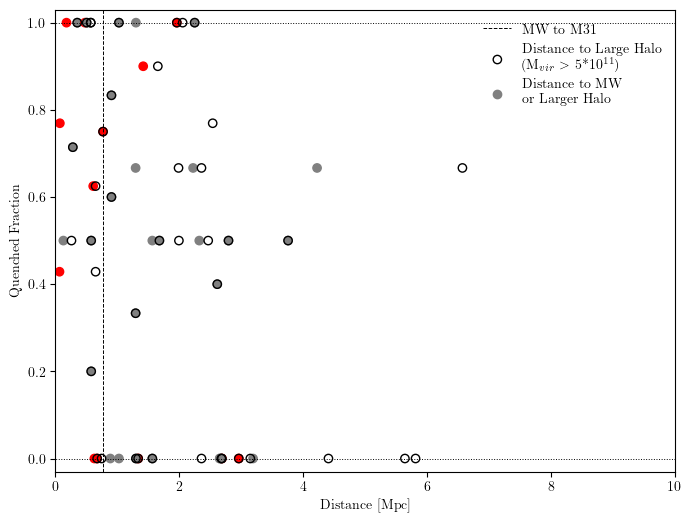 1.0
0.8
0.6
0.4
0.2
0.0
Quenched Fraction
MW to M31
Distance to Large Halo
(M_vir > 5*10^11)
Distance to MW
or Larger Halo
0 2 4 6 8 10
Distance [Mpc]